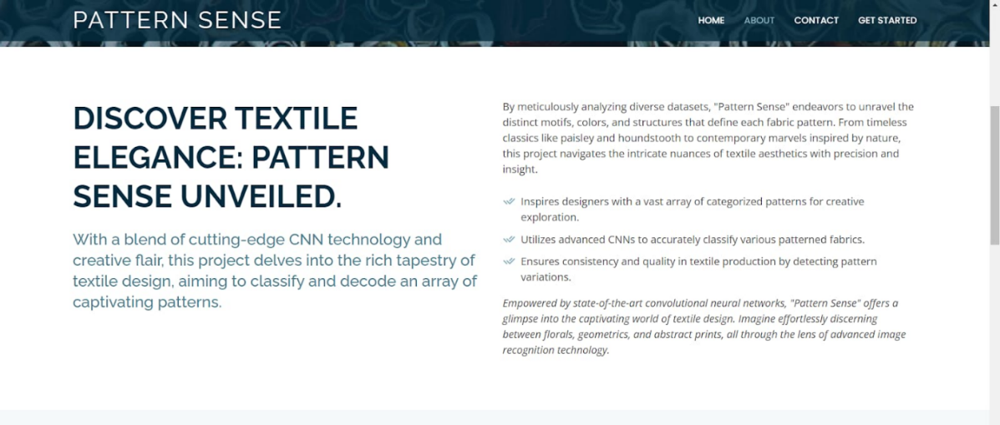 PATTERN SENSE
HOME ABOUT CONTACT GET STARTED
DISCOVER TEXTILE
ELEGANCE: PATTERN
SENSE UNVEILED.
With a blend of cutting-edge CNN technology and
creative flair, this project delves into the rich tapestry of
textile design, aiming to classify and decode an array of
captivating patterns.
By meticulously analyzing diverse datasets, "Pattern Sense" endeavors to unravel the
distinct motifs, colors, and structures that define each fabric pattern. From timeless
classics like paisley and houndstooth to contemporary marvels inspired by nature,
this project navigates the intricate nuances of textile aesthetics with precision and
insight.
Inspires designers with a vast array of categorized patterns for creative
exploration.
Utilizes advanced CNNs to accurately classify various patterned fabrics.
Ensures consistency and quality in textile production by detecting pattern
variations.
Empowered by state-of-the-art convolutional neural networks, "Pattern Sense" offers a
glimpse into the captivating world of textile design. Imagine effortlessly discerning
between florals, geometrics, and abstract prints, all through the lens of advanced image
recognition technology.